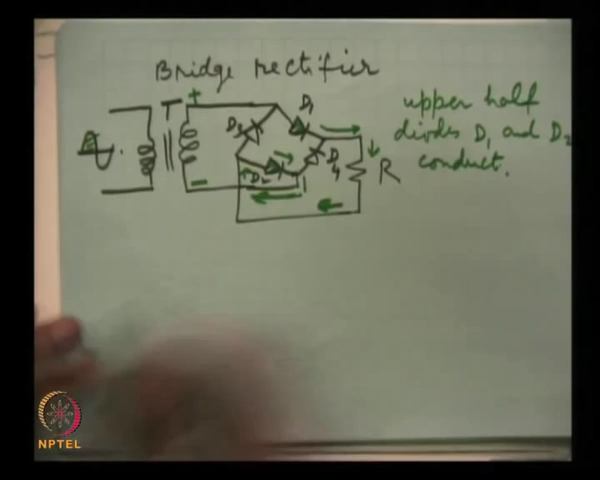 Bridge rectifier
+ T D1
D3
D2 D4
R
-
upper half
diodes D1 and D2
conduct.
NPTEL